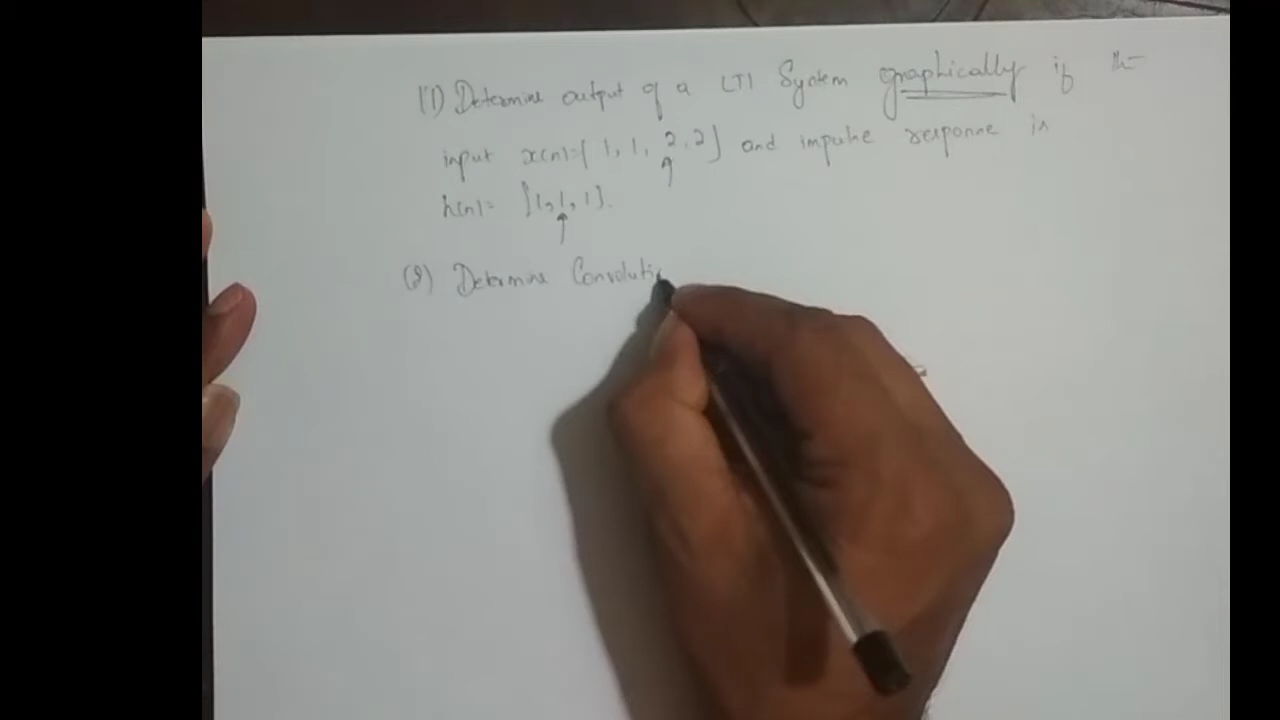 (1) Determine output of a LTI System graphically if the
input x(n)={ 1, 1, 2, 2} and impulse response is
↑
h(n)= {1, 1, 1}.
↑
(2) Determine Convoluti